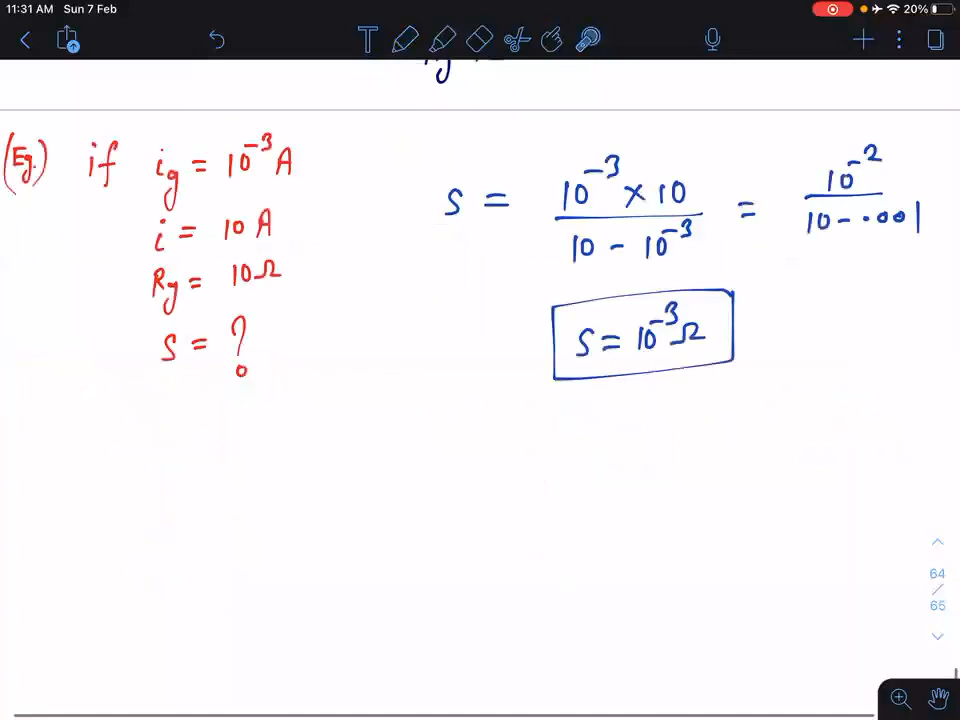 11:31 AM Sun 7 Feb
20%
T
(Eg.) if ig = 10⁻³ A
i = 10 A
Rg = 10Ω
S = ?
S = 10⁻³ × 10 / 10 - 10⁻³ = 10⁻² / 10 - .001
S = 10⁻³ Ω
64
/
65